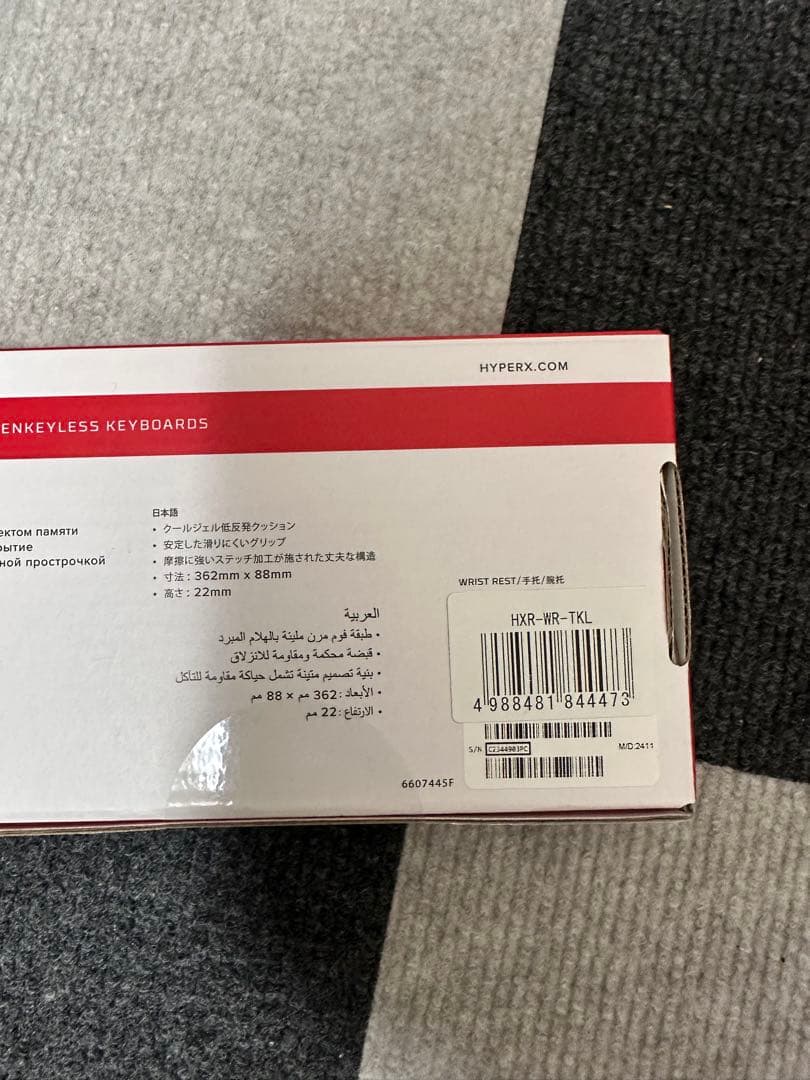 HYPERX.COM
ENKEYLESS KEYBOARDS
ектом памяти
рытие
ной прострочкой
日本語
• クールジェル低反発クッション
• 安定した滑りにくいグリップ
• 摩擦に強いステッチ加工が施された丈夫な構造
• 寸法 : 362mm x 88mm
• 高さ : 22mm
العربية
• طبقة فوم مرن مليئة بالهلام المبرد
• قبضة محكمة ومقاومة للانزلاق
• بنية تصميم متينة تشمل حياكة مقاومة للتآكل
• الأبعاد: 362 مم × 88 مم
• الارتفاع: 22 مم
6607445F
WRIST REST/手托/腕托
HXR-WR-TKL
4 988481 844473
S/N C2344903PC
M/D:2411